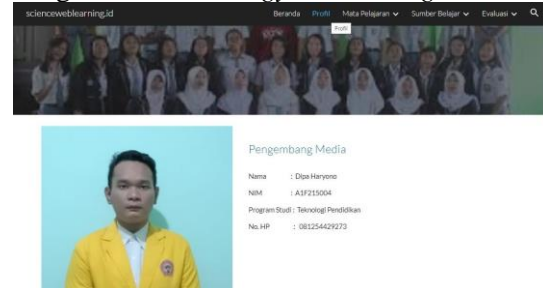 scienceweblearning.id Beranda Profil Mata Pelajaran Sumber Belajar Evaluasi
Profil
Pengembang Media
Nama : Dipa Haryono
NIM : A1F215004
Program Studi : Teknologi Pendidikan
No. HP : 081254429273